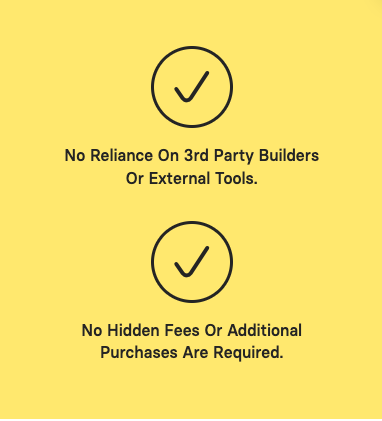 No Reliance On 3rd Party Builders
Or External Tools.
No Hidden Fees Or Additional
Purchases Are Required.